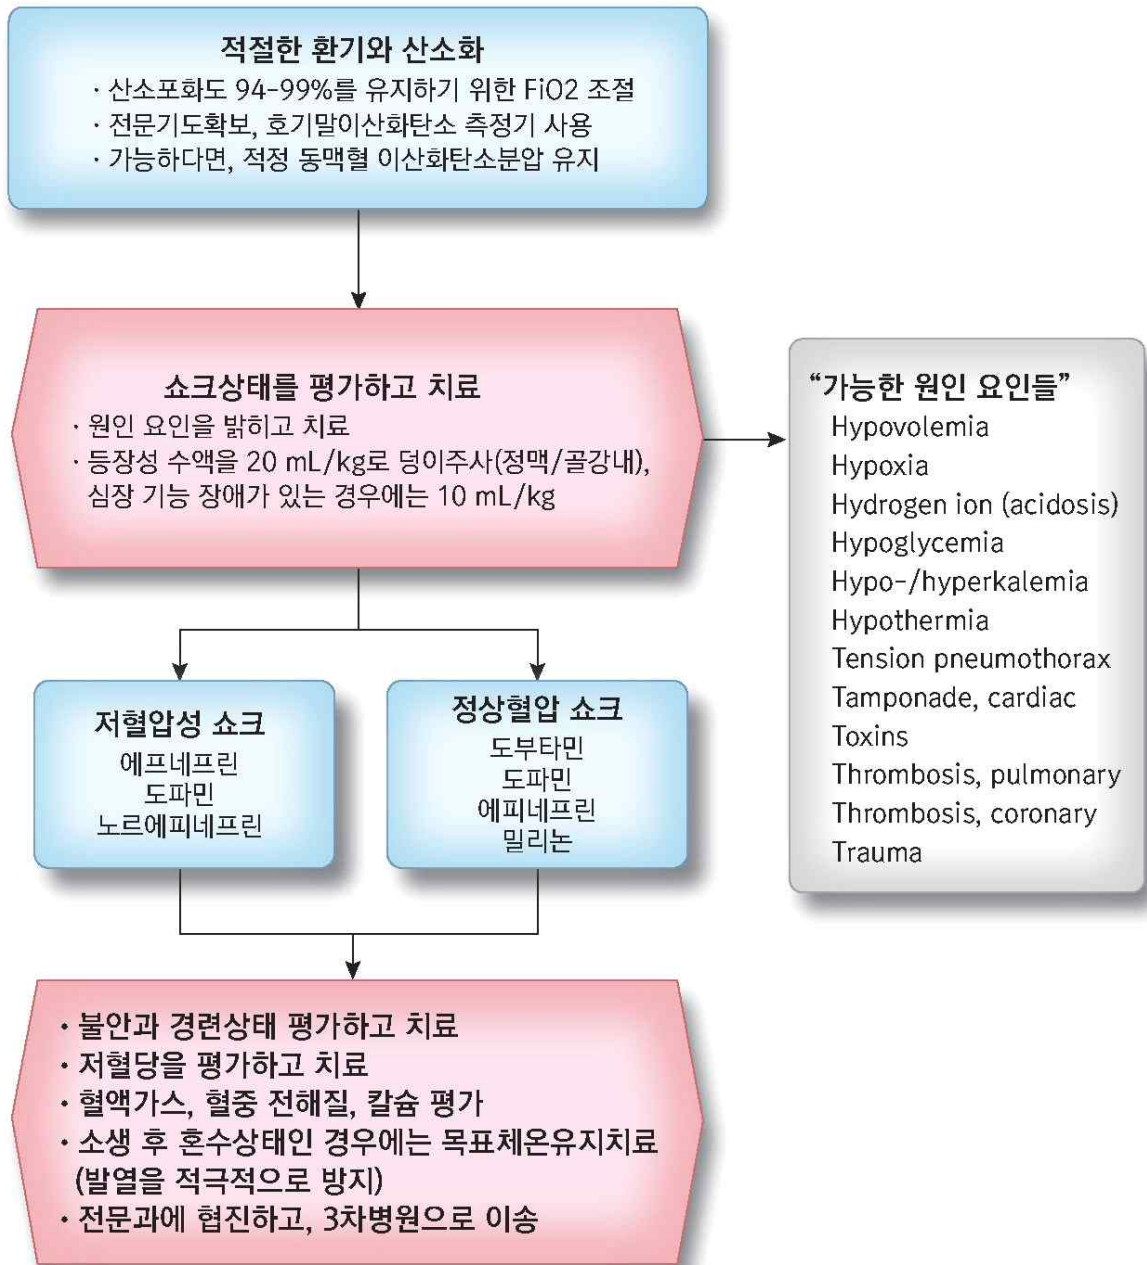 적절한 환기와 산소화
· 산소포화도 94-99%를 유지하기 위한 FiO2 조절
· 전문기도확보, 호기말이산화탄소 측정기 사용
· 가능하다면, 적정 동맥혈 이산화탄소분압 유지
쇼크상태를 평가하고 치료
· 원인 요인을 밝히고 치료
· 등장성 수액을 20 mL/kg로 덩이주사(정맥/골강내),
심장 기능 장애가 있는 경우에는 10 mL/kg
“가능한 원인 요인들”
Hypovolemia
Hypoxia
Hydrogen ion (acidosis)
Hypoglycemia
Hypo-/hyperkalemia
Hypothermia
Tension pneumothorax
Tamponade, cardiac
Toxins
Thrombosis, pulmonary
Thrombosis, coronary
Trauma
저혈압성 쇼크
에프네프린
도파민
노르에피네프린
정상혈압 쇼크
도부타민
도파민
에피네프린
밀리논
· 불안과 경련상태 평가하고 치료
· 저혈당을 평가하고 치료
· 혈액가스, 혈중 전해질, 칼슘 평가
· 소생 후 혼수상태인 경우에는 목표체온유지치료
(발열을 적극적으로 방지)
· 전문과에 협진하고, 3차병원으로 이송